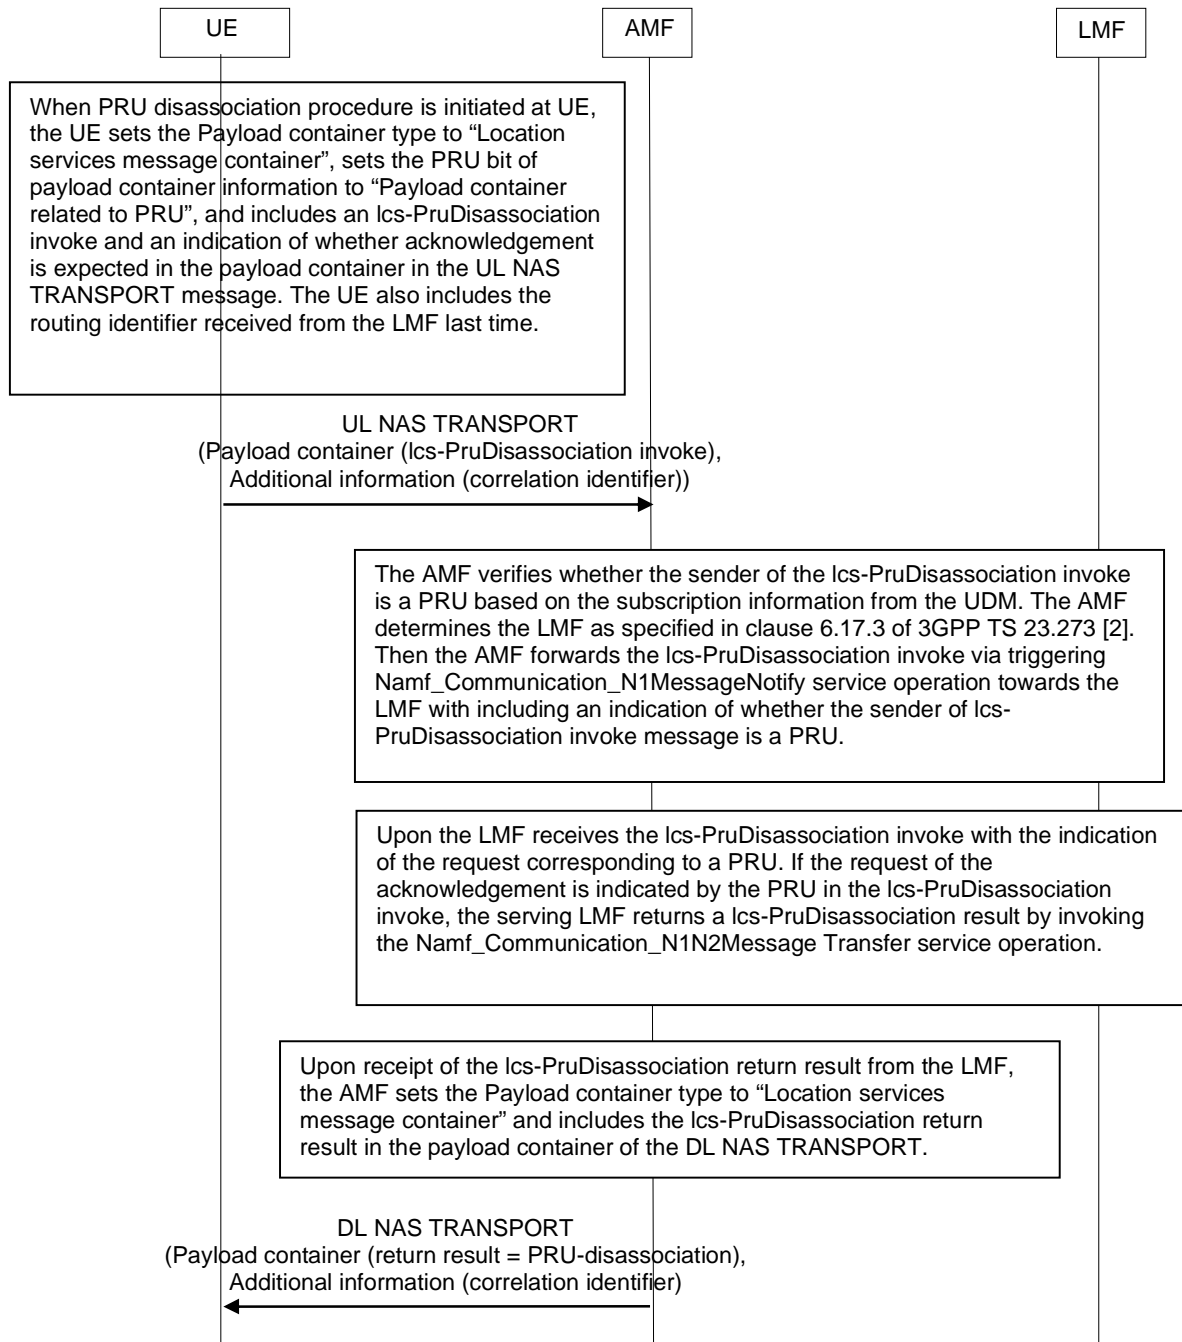 UE
AMF
LMF
When PRU disassociation procedure is initiated at UE,
the UE sets the Payload container type to “Location
services message container”, sets the PRU bit of
payload container information to “Payload container
related to PRU”, and includes an lcs-PruDisassociation
invoke and an indication of whether acknowledgement
is expected in the payload container in the UL NAS
TRANSPORT message. The UE also includes the
routing identifier received from the LMF last time.
UL NAS TRANSPORT
(Payload container (lcs-PruDisassociation invoke),
Additional information (correlation identifier))
The AMF verifies whether the sender of the lcs-PruDisassociation invoke
is a PRU based on the subscription information from the UDM. The AMF
determines the LMF as specified in clause 6.17.3 of 3GPP TS 23.273 [2].
Then the AMF forwards the lcs-PruDisassociation invoke via triggering
Namf_Communication_N1MessageNotify service operation towards the
LMF with including an indication of whether the sender of lcs-
PruDisassociation invoke message is a PRU.
Upon the LMF receives the lcs-PruDisassociation invoke with the indication
of the request corresponding to a PRU. If the request of the
acknowledgement is indicated by the PRU in the lcs-PruDisassociation
invoke, the serving LMF returns a lcs-PruDisassociation result by invoking
the Namf_Communication_N1N2Message Transfer service operation.
Upon receipt of the lcs-PruDisassociation return result from the LMF,
the AMF sets the Payload container type to “Location services
message container” and includes the lcs-PruDisassociation return
result in the payload container of the DL NAS TRANSPORT.
DL NAS TRANSPORT
(Payload container (return result = PRU-disassociation),
Additional information (correlation identifier)